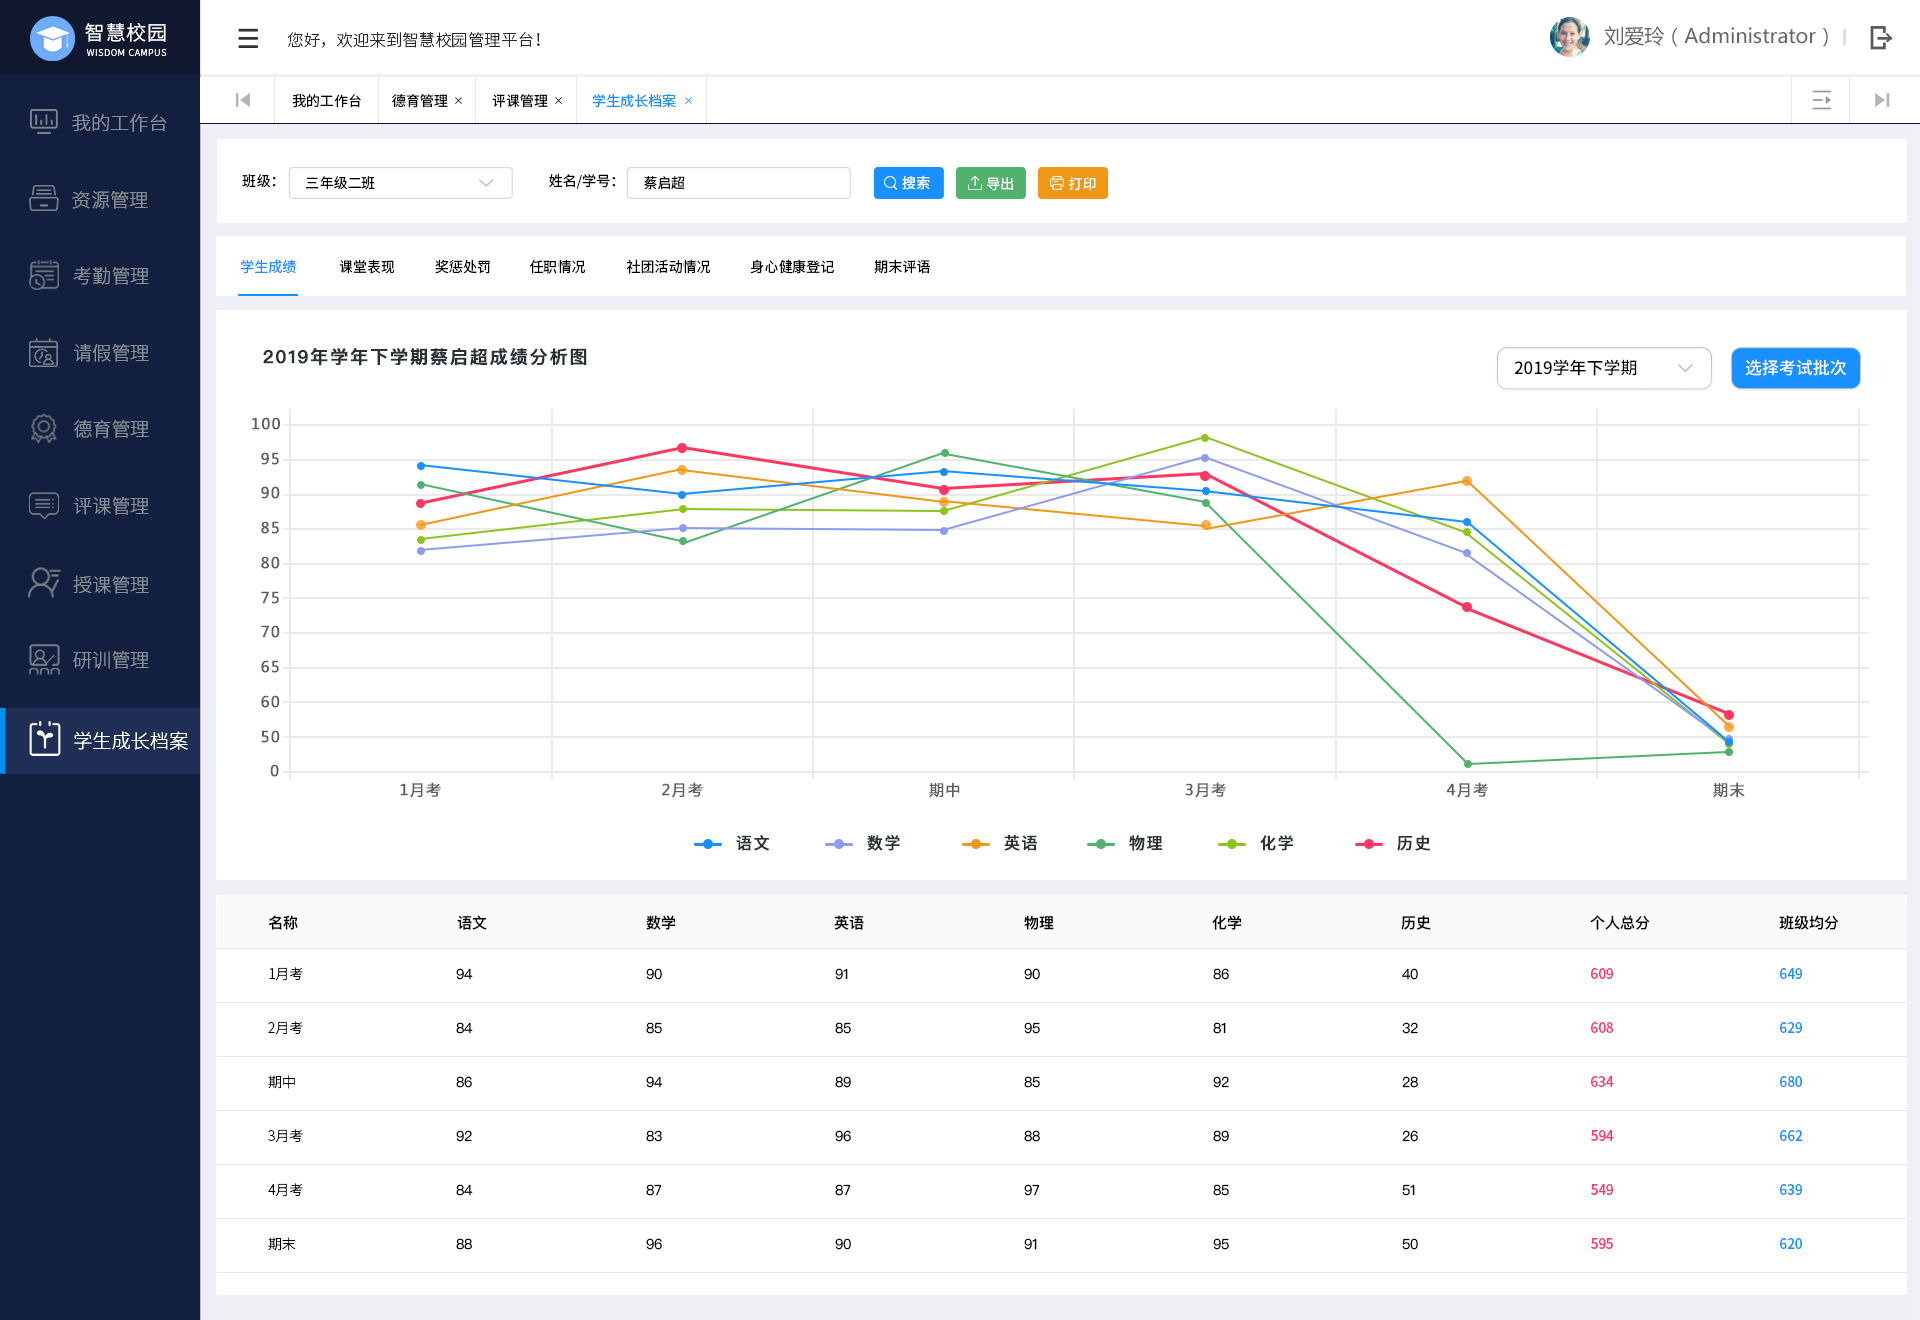 智慧校园
WISDOM CAMPUS
您好，欢迎来到智慧校园管理平台！
刘爱玲（Administrator）
我的工作台
资源管理
考勤管理
请假管理
德育管理
评课管理
授课管理
研训管理
学生成长档案
我的工作台 德育管理 × 评课管理 × 学生成长档案 ×
班级： 三年级二班 姓名/学号： 蔡启超 搜索 导出 打印
学生成绩 课堂表现 奖惩处罚 任职情况 社团活动情况 身心健康登记 期末评语
2019年学年下学期蔡启超成绩分析图
2019学年下学期 选择考试批次
100
95
90
85
80
75
70
65
60
50
0
1月考 2月考 期中 3月考 4月考 期末
语文 数学 英语 物理 化学 历史
名称 语文 数学 英语 物理 化学 历史 个人总分 班级均分
1月考 94 90 91 90 86 40 609 649
2月考 84 85 85 95 81 32 608 629
期中 86 94 89 85 92 28 634 680
3月考 92 83 96 88 89 26 594 662
4月考 84 87 87 97 85 51 549 639
期末 88 96 90 91 95 50 595 620